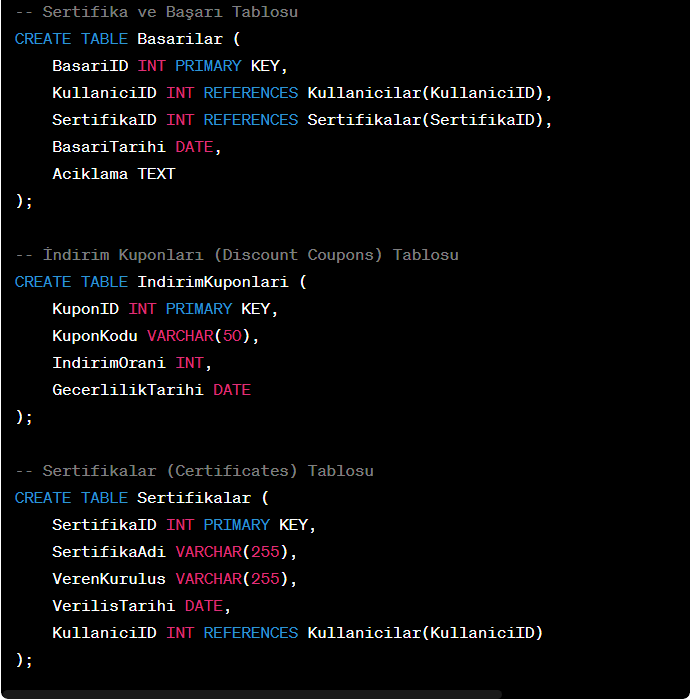 -- Sertifika ve Başarı Tablosu
CREATE TABLE Basarilar (
    BasariID INT PRIMARY KEY,
    KullaniciID INT REFERENCES Kullanicilar(KullaniciID),
    SertifikaID INT REFERENCES Sertifikalar(SertifikaID),
    BasariTarihi DATE,
    Aciklama TEXT
);

-- İndirim Kuponları (Discount Coupons) Tablosu
CREATE TABLE IndirimKuponlari (
    KuponID INT PRIMARY KEY,
    KuponKodu VARCHAR(50),
    IndirimOrani INT,
    GecerlilikTarihi DATE
);

-- Sertifikalar (Certificates) Tablosu
CREATE TABLE Sertifikalar (
    SertifikaID INT PRIMARY KEY,
    SertifikaAdi VARCHAR(255),
    VerenKurulus VARCHAR(255),
    VerilisTarihi DATE,
    KullaniciID INT REFERENCES Kullanicilar(KullaniciID)
);